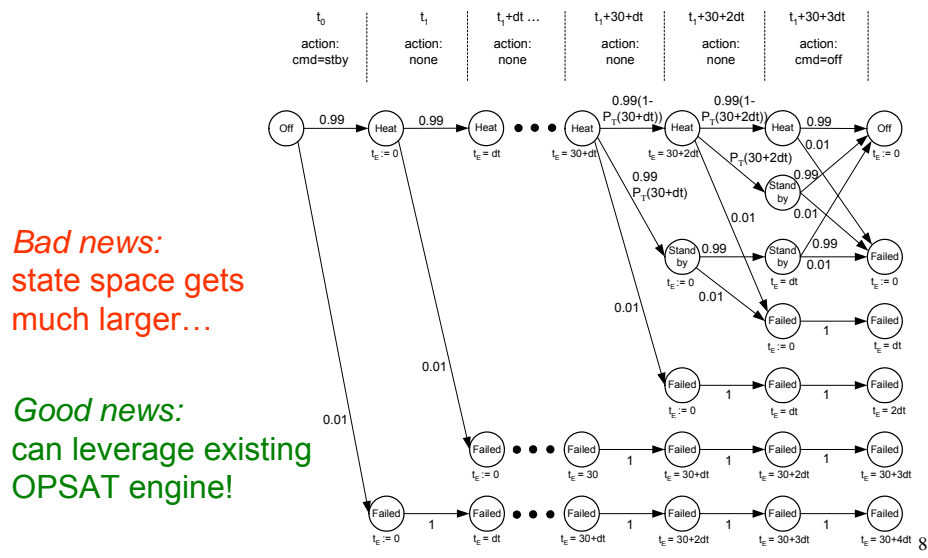 t0 t1 t1+dt … t1+30+dt t1+30+2dt t1+30+3dt
action: action: action: action: action: action:
cmd=stby none none none none cmd=off
0.99(1- 0.99(1-
PT(30+dt)) PT(30+2dt))
Off 0.99 Heat 0.99 Heat ● ● ● Heat Heat Heat 0.99 Off
tE := 0 tE = dt tE = 30+dt tE = 30+2dt 0.01 tE := 0
PT(30+2dt)
0.99 0.99
PT(30+dt) Stand
by
0.01 0.01
Bad news:
state space gets
much larger…
Stand 0.99 Stand 0.99 Failed
by by 0.01
tE := 0 tE = dt tE := 0
0.01 0.01
Failed 1 Failed
tE := 0 tE = dt
0.01
Failed 1 Failed 1 Failed
tE := 0 tE = dt tE = 2dt
Good news:
can leverage existing
OPSAT engine!
0.01
Failed ● ● ● Failed 1 Failed 1 Failed 1 Failed
tE := 0 tE = 30 tE = 30+dt tE = 30+2dt tE = 30+3dt
Failed 1 Failed ● ● ● Failed 1 Failed 1 Failed 1 Failed
tE := 0 tE = dt tE = 30+dt tE = 30+2dt tE = 30+3dt tE = 30+4dt
8